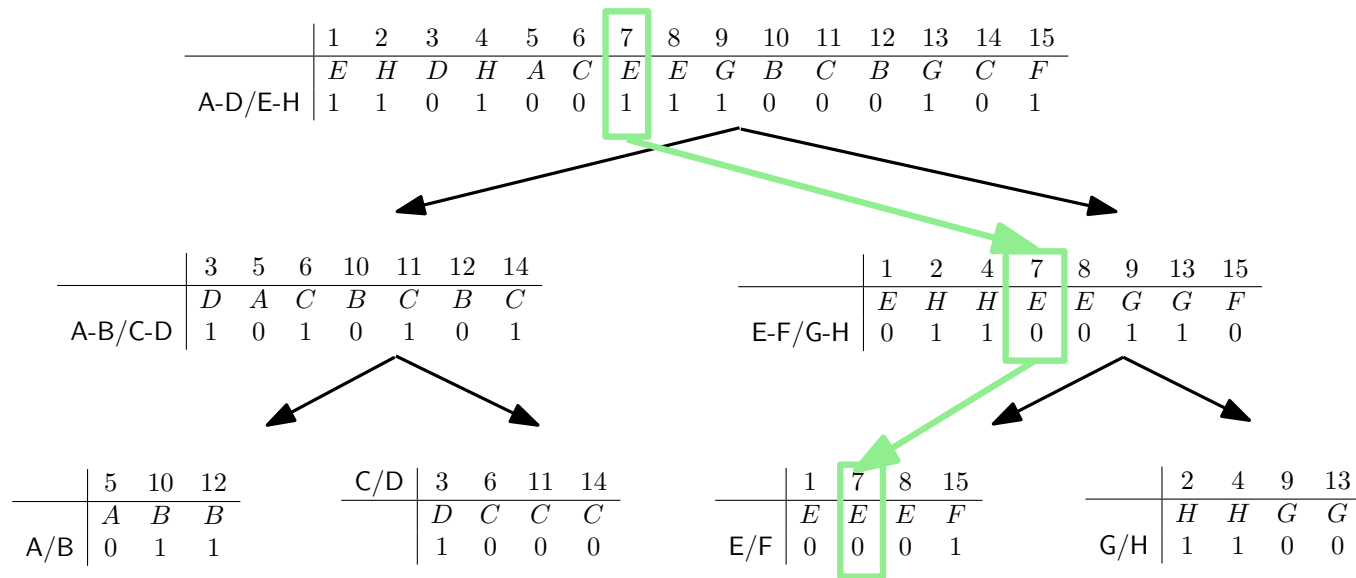 1 2 3 4 5 6 7 8 9 10 11 12 13 14 15
E H D H A C E E G B C B G C F
A-D/E-H 1 1 0 1 0 0 1 1 1 0 0 0 1 0 1
3 5 6 10 11 12 14
D A C B C B C
A-B/C-D 1 0 1 0 1 0 1
1 2 4 7 8 9 13 15
E H H E E G G F
E-F/G-H 0 1 1 0 0 1 1 0
5 10 12
A B B
A/B 0 1 1
C/D 3 6 11 14
D C C C
1 0 0 0
1 7 8 15
E E E F
E/F 0 0 0 1
2 4 9 13
H H G G
G/H 1 1 0 0